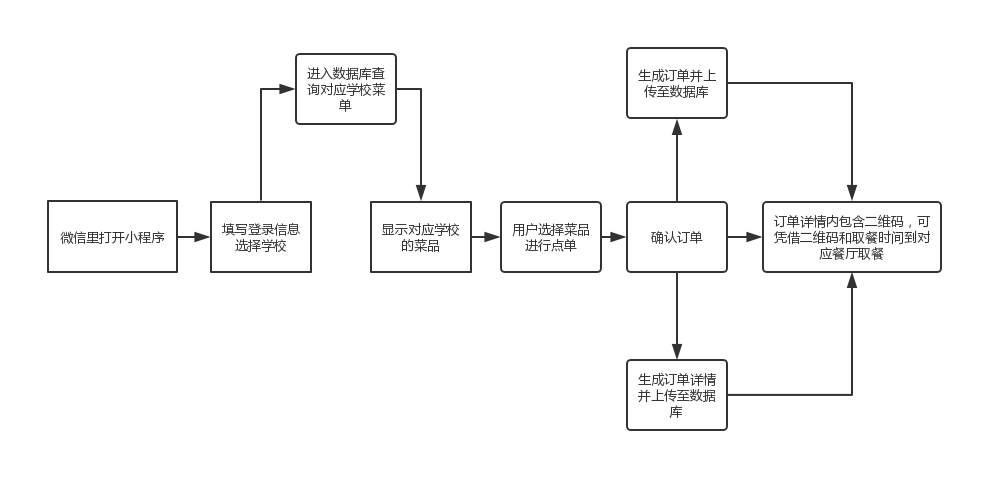 进入数据库查
询对应学校菜
单
生成订单并上
传至数据库
微信里打开小程序
填写登录信息
选择学校
显示对应学校
的菜品
用户选择菜品
进行点单
确认订单
订单详情内包含二维码，可
凭借二维码和取餐时间到对
应餐厅取餐
生成订单详情
并上传至数据
库